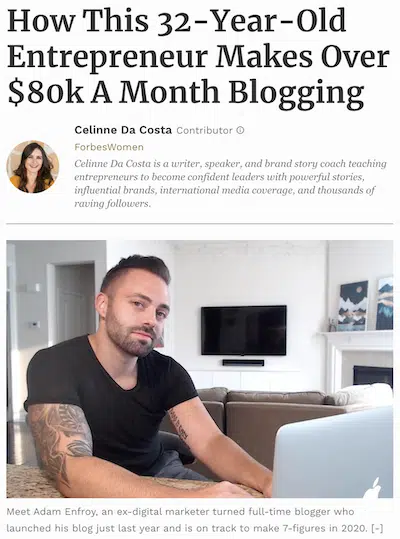 How This 32-Year-Old
Entrepreneur Makes Over
$80k A Month Blogging
Celinne Da Costa Contributor
ForbesWomen
Celinne Da Costa is a writer, speaker, and brand story coach teaching
entrepreneurs to become confident leaders with powerful stories,
influential brands, international media coverage, and thousands of
raving followers.
Meet Adam Enfroy, an ex-digital marketer turned full-time blogger who
launched his blog just last year and is on track to make 7-figures in 2020. [-]